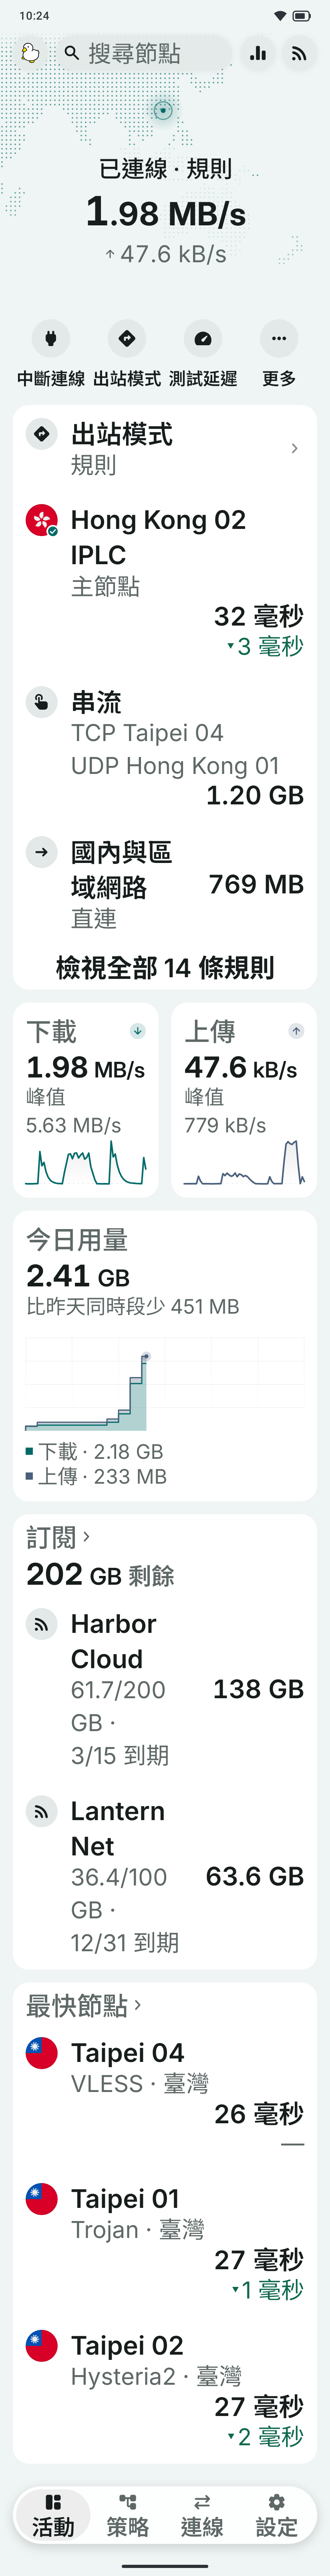 10:24
搜尋節點
已連線 · 規則
1.98 MB/s
↑ 47.6 kB/s
中斷連線 出站模式 測試延遲 更多
出站模式
規則
Hong Kong 02
IPLC
主節點
32 毫秒
▼3 毫秒
串流
TCP Taipei 04
UDP Hong Kong 01
1.20 GB
國內與區
域網路
769 MB
直連
檢視全部 14 條規則
下載
1.98 MB/s
峰值
5.63 MB/s
上傳
47.6 kB/s
峰值
779 kB/s
今日用量
2.41 GB
比昨天同時段少 451 MB
下載 · 2.18 GB
上傳 · 233 MB
訂閱
202 GB 剩餘
Harbor
Cloud
61.7/200
GB ·
3/15 到期
138 GB
Lantern
Net
36.4/100
GB ·
12/31 到期
63.6 GB
最快節點
Taipei 04
VLESS · 臺灣
26 毫秒
—
Taipei 01
Trojan · 臺灣
27 毫秒
▼1 毫秒
Taipei 02
Hysteria2 · 臺灣
27 毫秒
▼2 毫秒
活動 策略 連線 設定